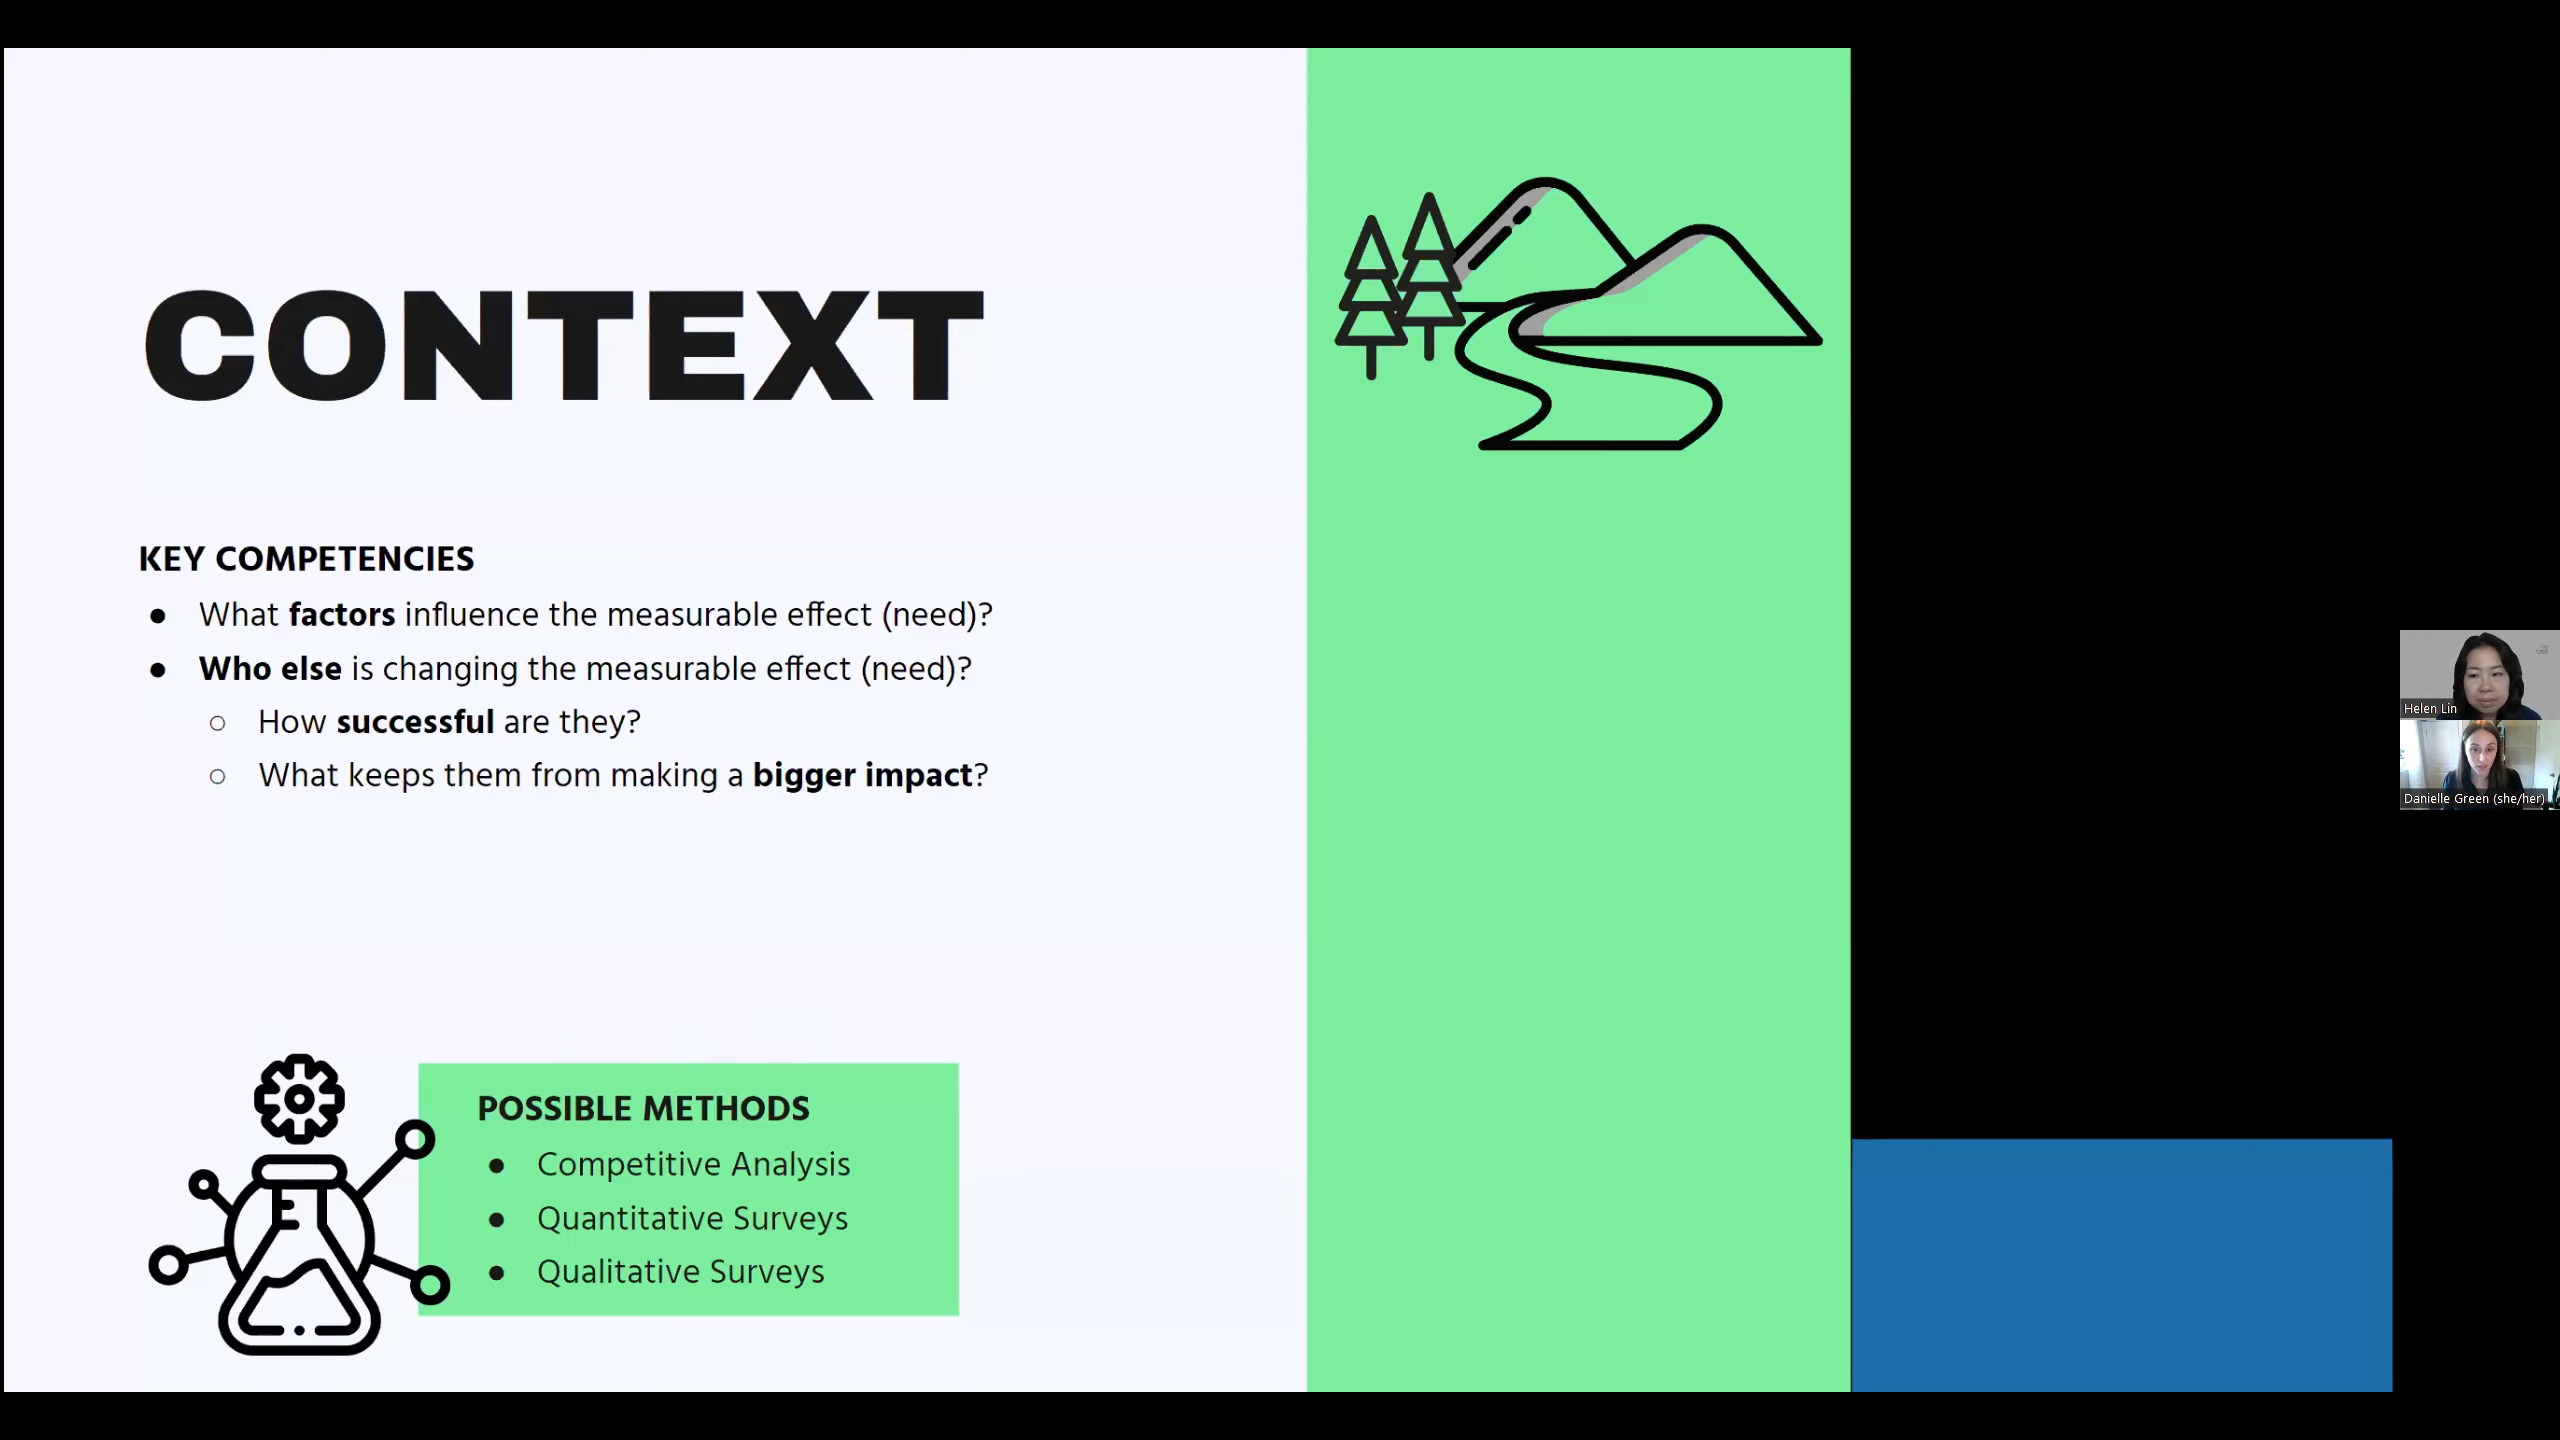 CONTEXT
KEY COMPETENCIES
● What factors influence the measurable effect (need)?
● Who else is changing the measurable effect (need)?
○ How successful are they?
○ What keeps them from making a bigger impact?
POSSIBLE METHODS
● Competitive Analysis
● Quantitative Surveys
● Qualitative Surveys
Helen Lin
Danielle Green (she/her)